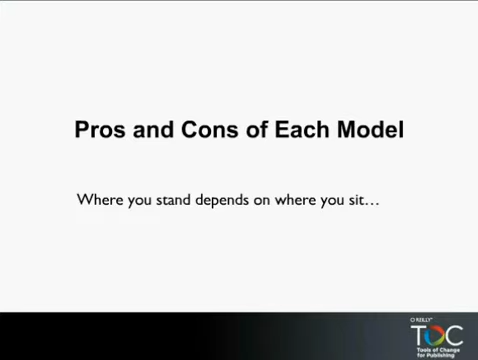 Pros and Cons of Each Model
Where you stand depends on where you sit…
O'REILLY
TOC
Tools of Change
for Publishing